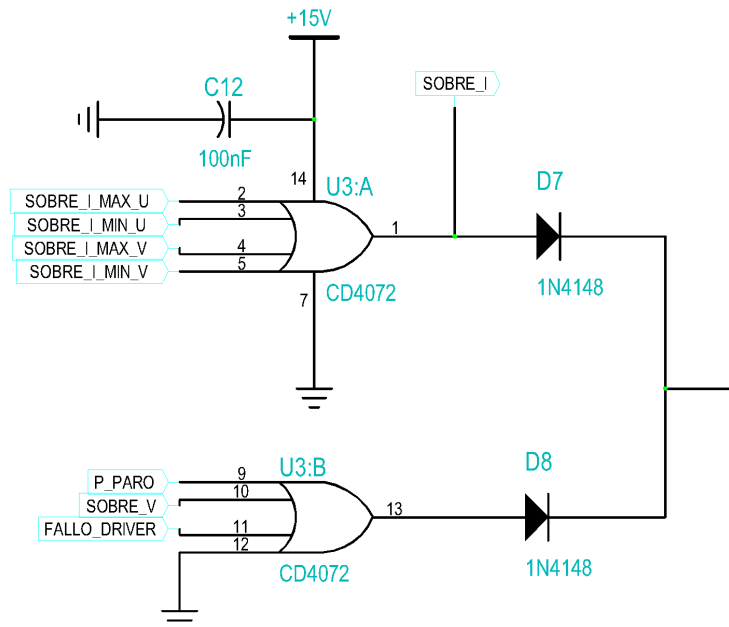 +15V
C12
100nF
SOBRE_I
14
U3:A
D7
SOBRE_I_MAX_U
2
SOBRE_I_MIN_U
3
1
SOBRE_I_MAX_V
4
SOBRE_I_MIN_V
5
7
CD4072
1N4148
U3:B
D8
P_PARO
9
SOBRE_V
10
13
FALLO_DRIVER
11
12
CD4072
1N4148